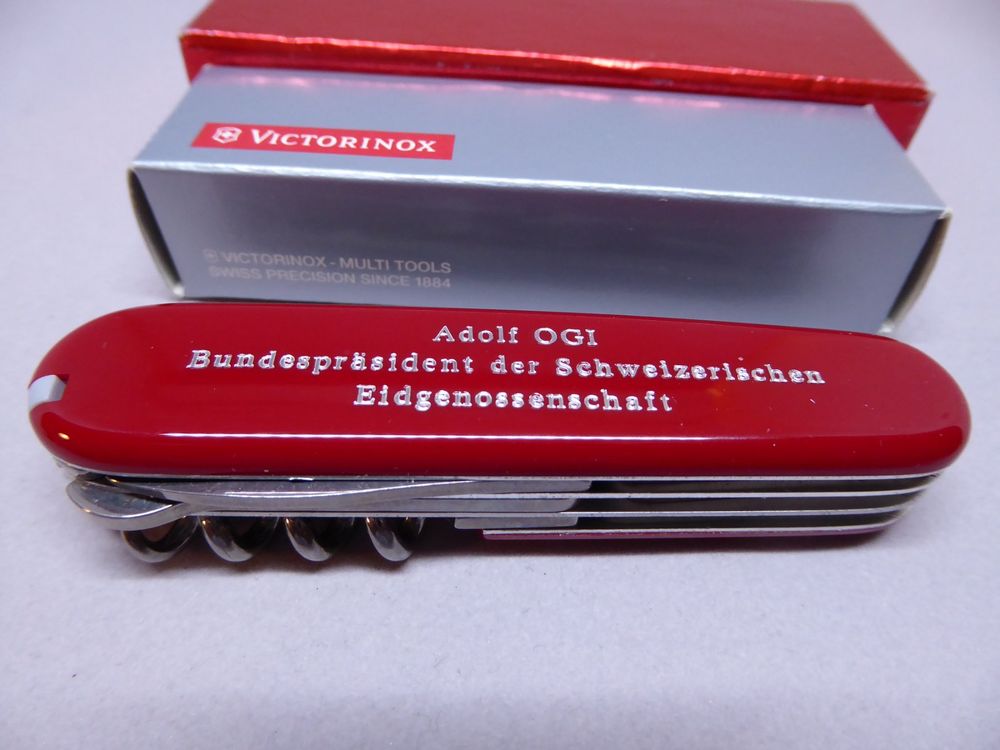 VICTORINOX
VICTORINOX - MULTI TOOLS
SWISS PRECISION SINCE 1884
Adolf OGI
Bundespräsident der Schweizerischen
Eidgenossenschaft